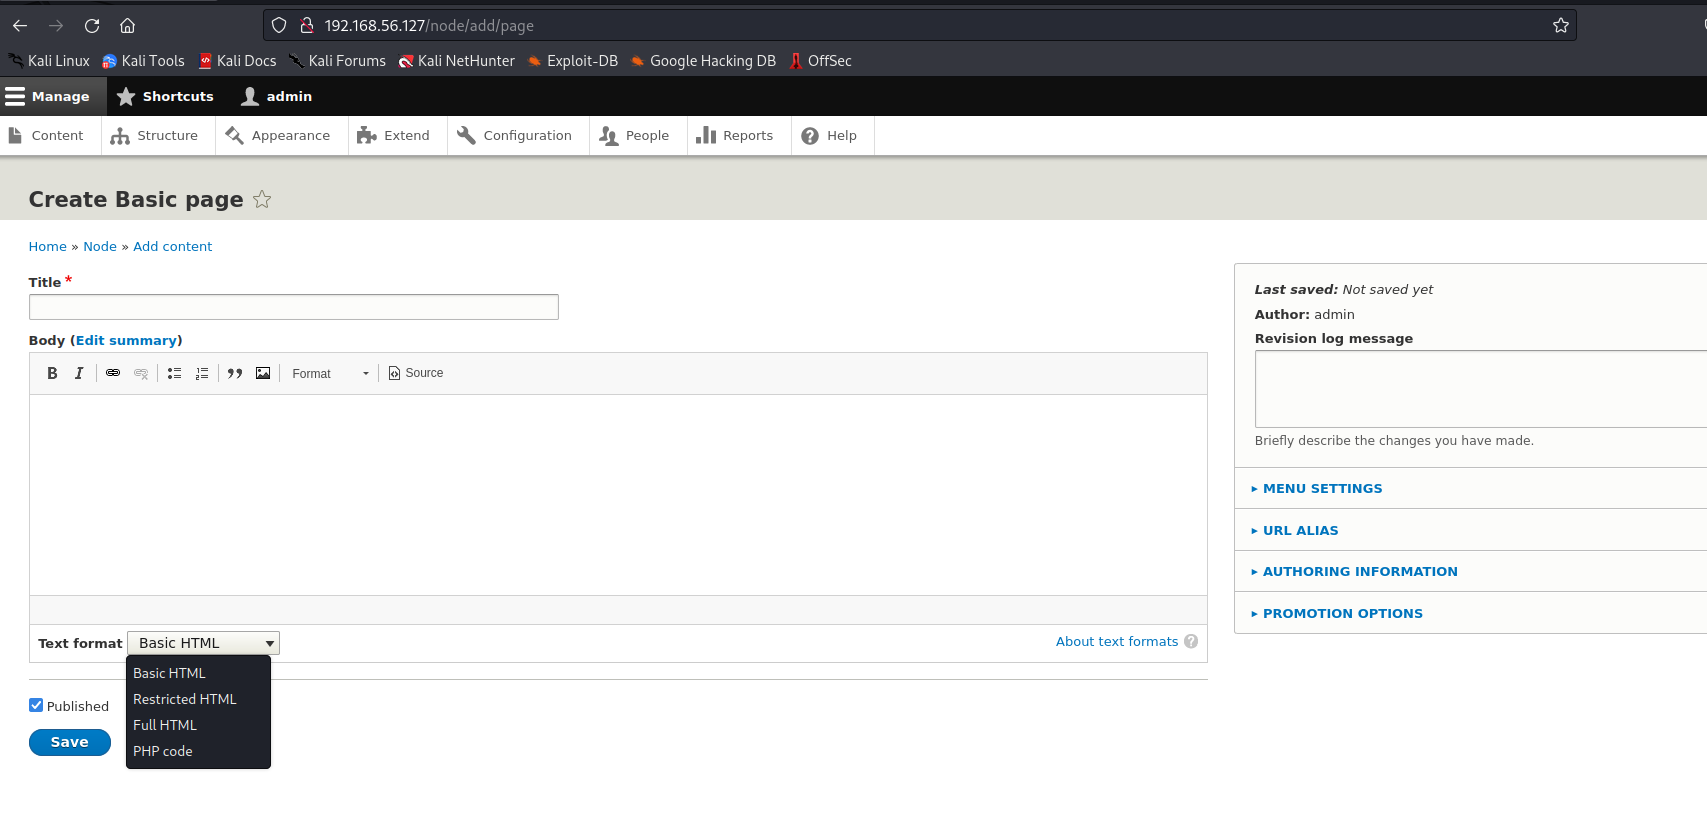 192.168.56.127/node/add/page
Kali Linux Kali Tools Kali Docs Kali Forums Kali NetHunter Exploit-DB Google Hacking DB OffSec
Manage Shortcuts admin
Content Structure Appearance Extend Configuration People Reports Help
Create Basic page
Home » Node » Add content
Title *
Body (Edit summary)
B I Format Source
Text format Basic HTML
About text formats ?
Basic HTML
Restricted HTML
Full HTML
PHP code
Published
Save
Last saved: Not saved yet
Author: admin
Revision log message
Briefly describe the changes you have made.
MENU SETTINGS
URL ALIAS
AUTHORING INFORMATION
PROMOTION OPTIONS